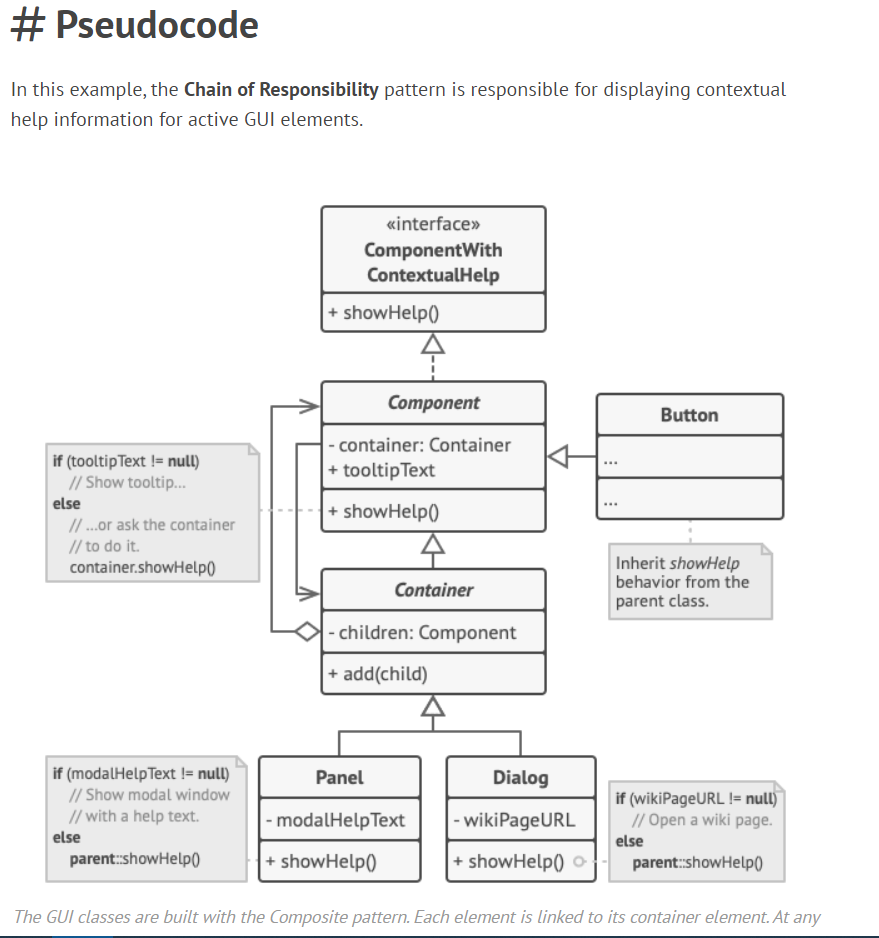 # Pseudocode
In this example, the Chain of Responsibility pattern is responsible for displaying contextual
help information for active GUI elements.
«interface»
ComponentWith
ContextualHelp
+ showHelp()
Component
- container: Container
+ tooltipText
+ showHelp()
Button
...
...
if (tooltipText != null)
// Show tooltip...
else
// ...or ask the container
// to do it.
container.showHelp()
Inherit showHelp
behavior from the
parent class.
Container
- children: Component
+ add(child)
if (modalHelpText != null)
// Show modal window
// with a help text.
else
parent::showHelp()
Panel
- modalHelpText
+ showHelp()
Dialog
- wikiPageURL
+ showHelp()
if (wikiPageURL != null)
// Open a wiki page.
else
parent::showHelp()
The GUI classes are built with the Composite pattern. Each element is linked to its container element. At any